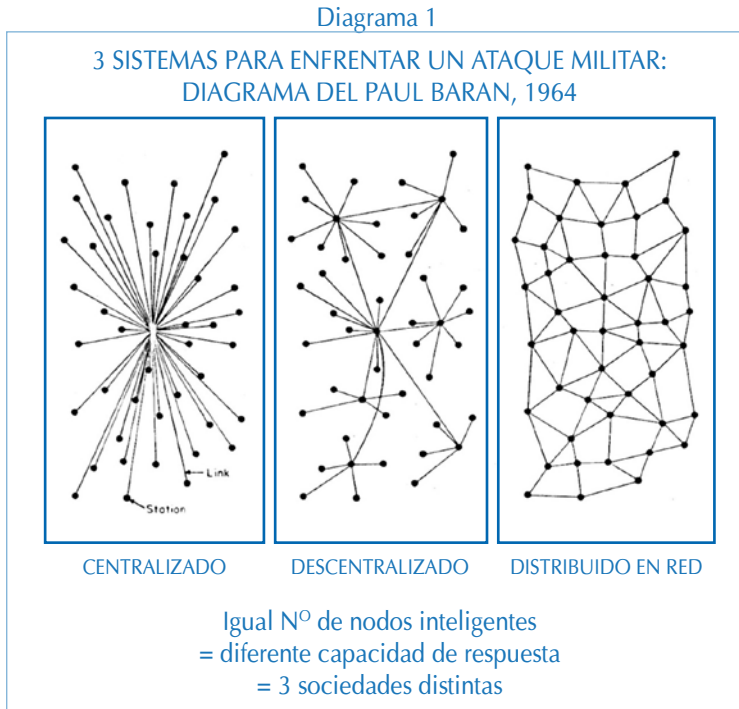 Diagrama 1
3 SISTEMAS PARA ENFRENTAR UN ATAQUE MILITAR:
DIAGRAMA DEL PAUL BARAN, 1964
Link
Station
CENTRALIZADO
DESCENTRALIZADO
DISTRIBUIDO EN RED
Igual Nº de nodos inteligentes
= diferente capacidad de respuesta
= 3 sociedades distintas